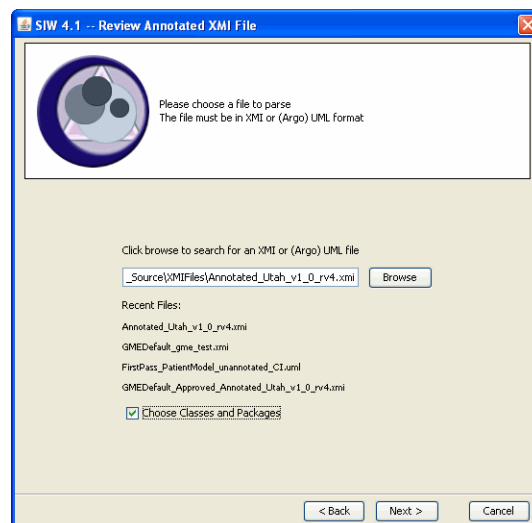 SIW 4.1 -- Review Annotated XMI File
Please choose a file to parse
The file must be in XMI or (Argo) UML format
Click browse to search for an XMI or (Argo) UML file
_Source\XMIFiles\Annotated_Utah_v1_0_rv4.xmi Browse
Recent Files:
Annotated_Utah_v1_0_rv4.xmi
GMEDefault_gme_test.xmi
FirstPass_PatientModel_unannotated_CI.uml
GMEDefault_Approved_Annotated_Utah_v1_0_rv4.xmi
Choose Classes and Packages
< Back Next > Cancel